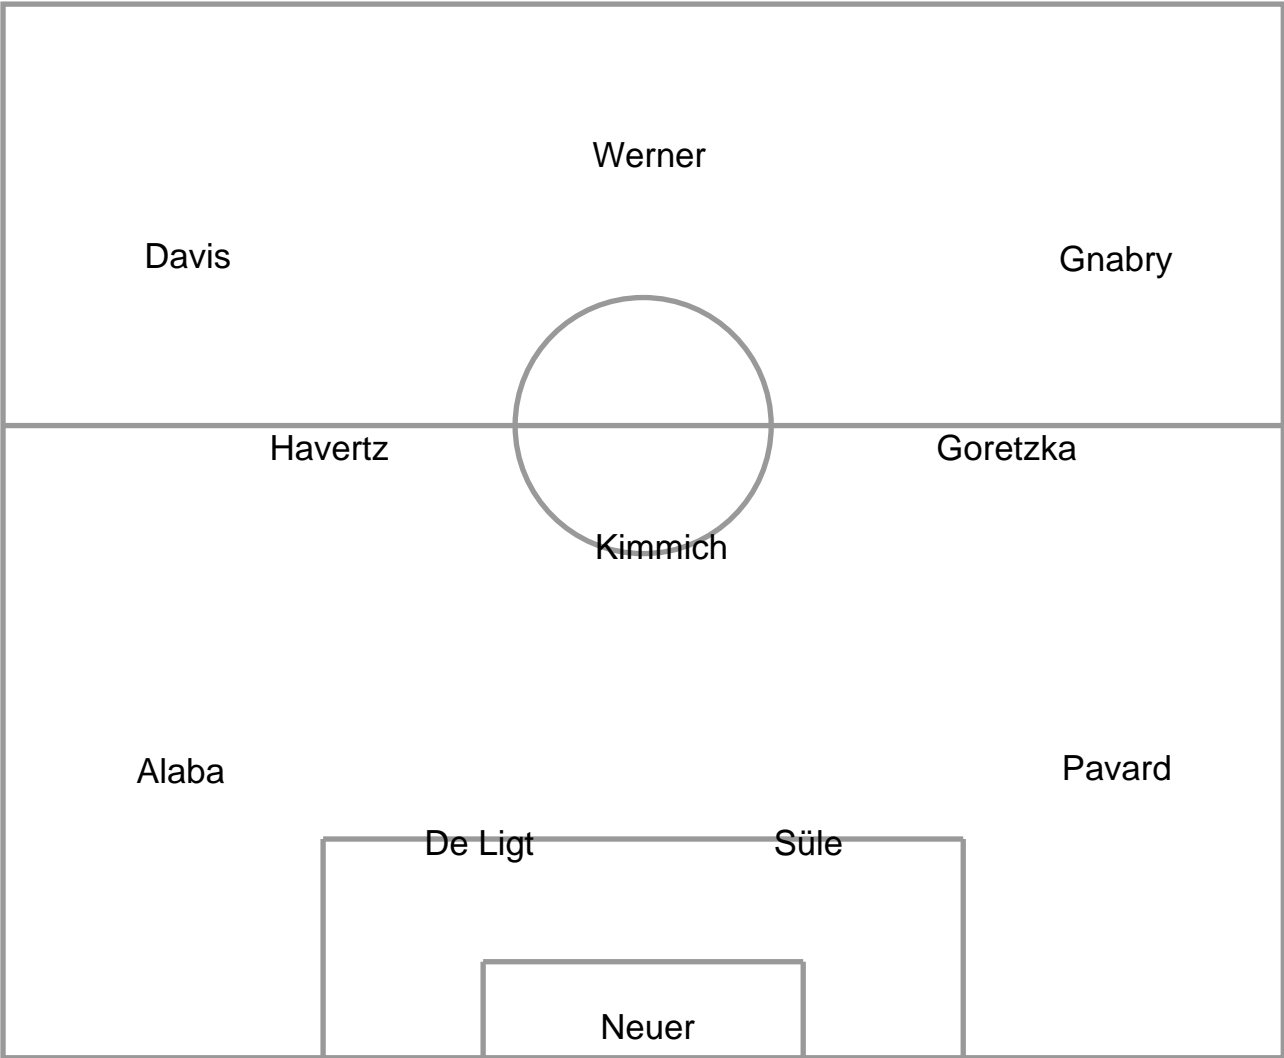 Werner
Davis
Gnabry
Havertz
Goretzka
Kimmich
Alaba
Pavard
De Ligt
Süle
Neuer